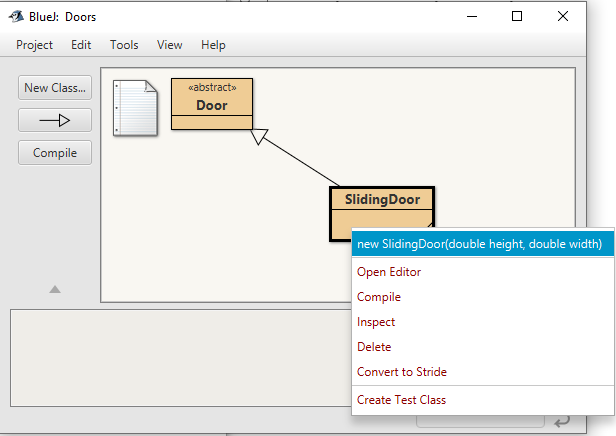 BlueJ: Doors
Project Edit Tools View Help
New Class...
Compile
«abstract»
Door
SlidingDoor
new SlidingDoor(double height, double width)
Open Editor
Compile
Inspect
Delete
Convert to Stride
Create Test Class